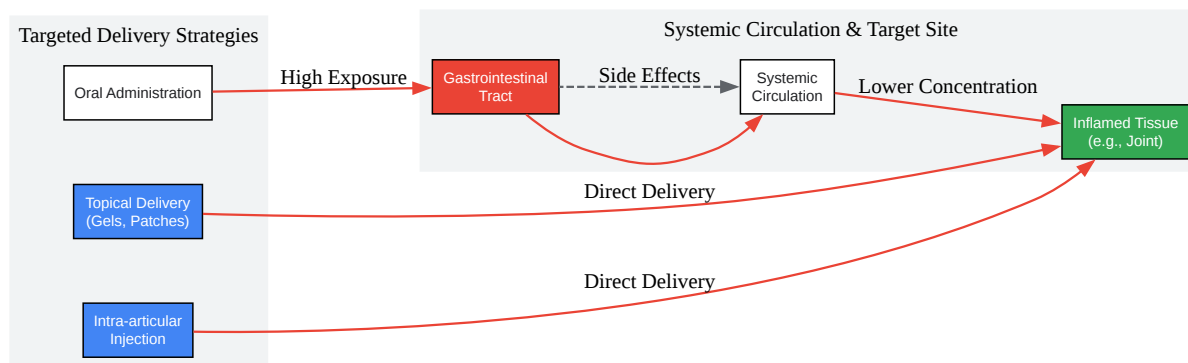 Targeted Delivery Strategies
Systemic Circulation & Target Site
Oral Administration
High Exposure
Gastrointestinal
Tract
Side Effects
Systemic
Circulation
Lower Concentration
Inflamed Tissue
(e.g., Joint)
Topical Delivery
(Gels, Patches)
Direct Delivery
Intra-articular
Injection
Direct Delivery